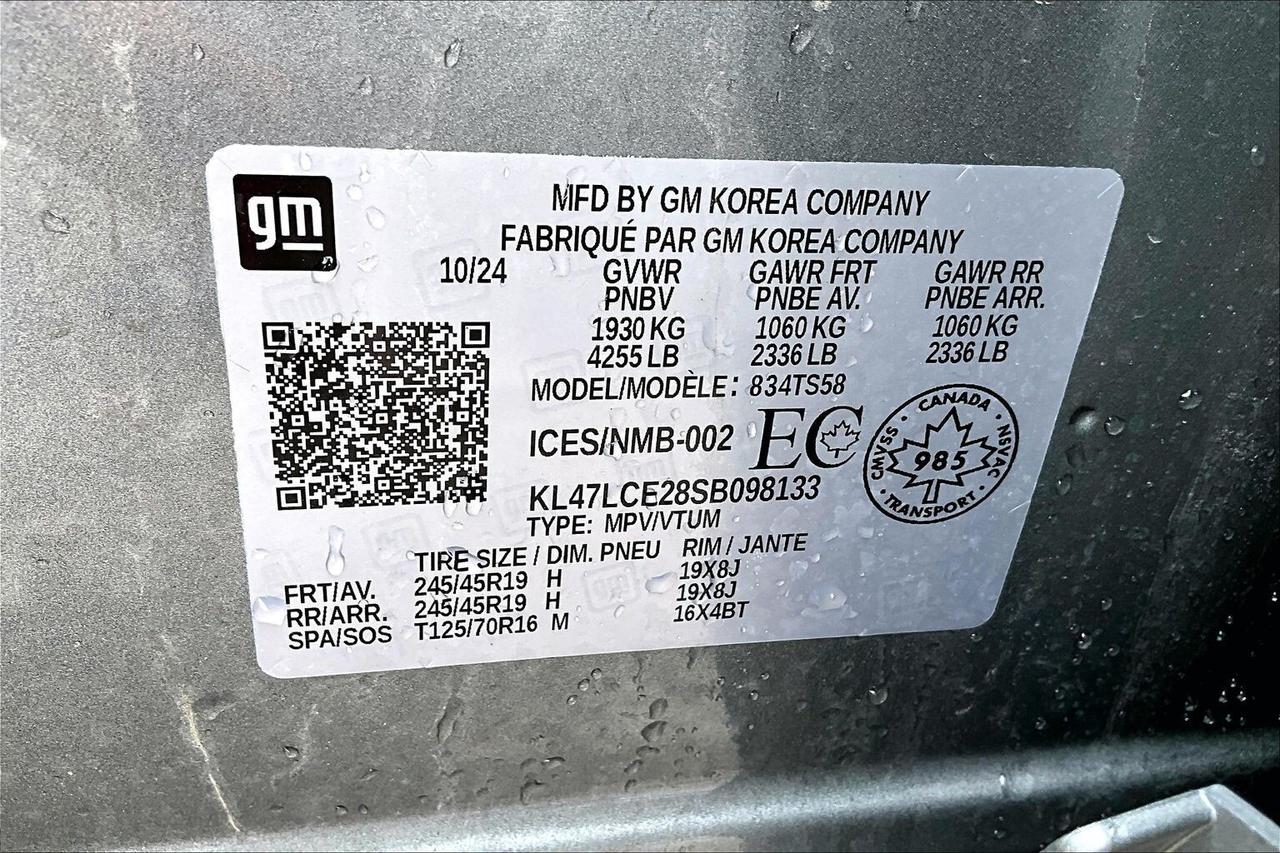 gm
MFD BY GM KOREA COMPANY
FABRIQUÉ PAR GM KOREA COMPANY
10/24 GVWR GAWR FRT GAWR RR
PNBV PNBE AV. PNBE ARR.
1930 KG 1060 KG 1060 KG
4255 LB 2336 LB 2336 LB
MODEL/MODÈLE: 834TS58
ICES/NMB-002 EC
CANADA
CMVSS · NSVAC
985
TRANSPORT
KL47LCE28SB098133
TYPE: MPV/VTUM
TIRE SIZE / DIM. PNEU RIM / JANTE
FRT/AV. 245/45R19 H 19X8J
RR/ARR. 245/45R19 H 19X8J
SPA/SOS T125/70R16 M 16X4BT